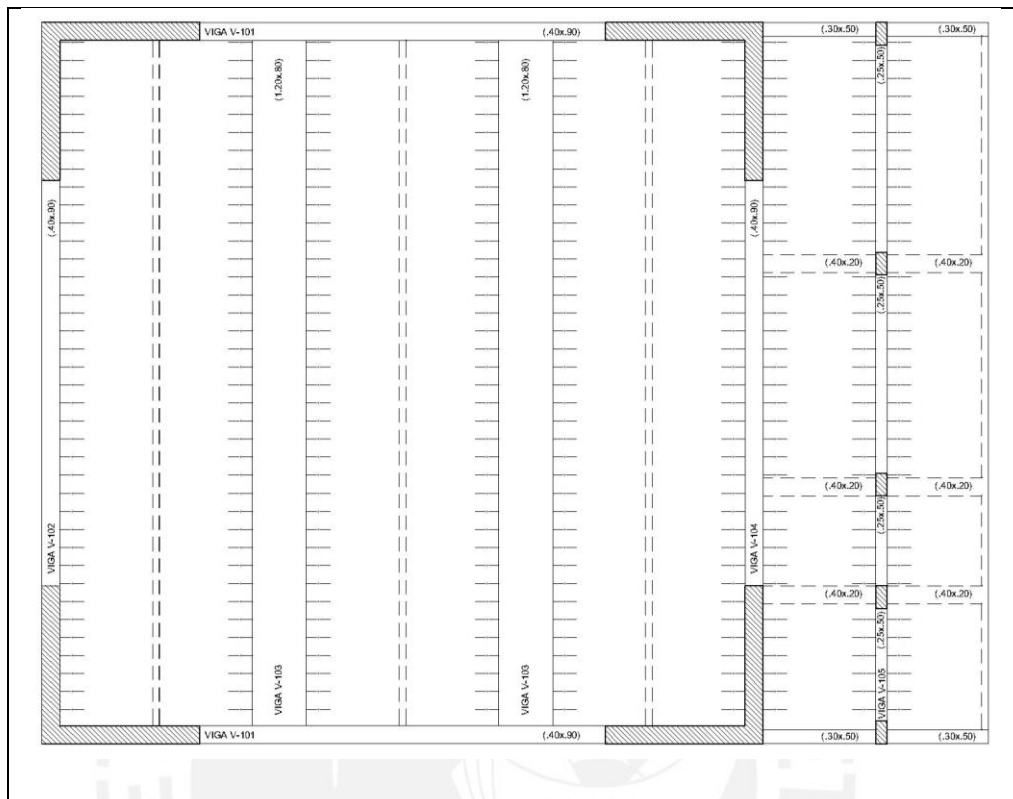 VIGA V-101
(.40x.90)
(.30x.50)
(.30x.50)
(1.20x.80)
(1.20x.80)
(.25x.50)
(.40x.90)
(.40x.90)
(.40x.20)
(.40x.20)
(.25x.50)
(.40x.20)
(.40x.20)
(.25x.50)
VIGA V-102
VIGA V-104
(.40x.20)
(.40x.20)
(.25x.50)
VIGA V-103
VIGA V-103
VIGA V-105
VIGA V-101
(.40x.90)
(.30x.50)
(.30x.50)